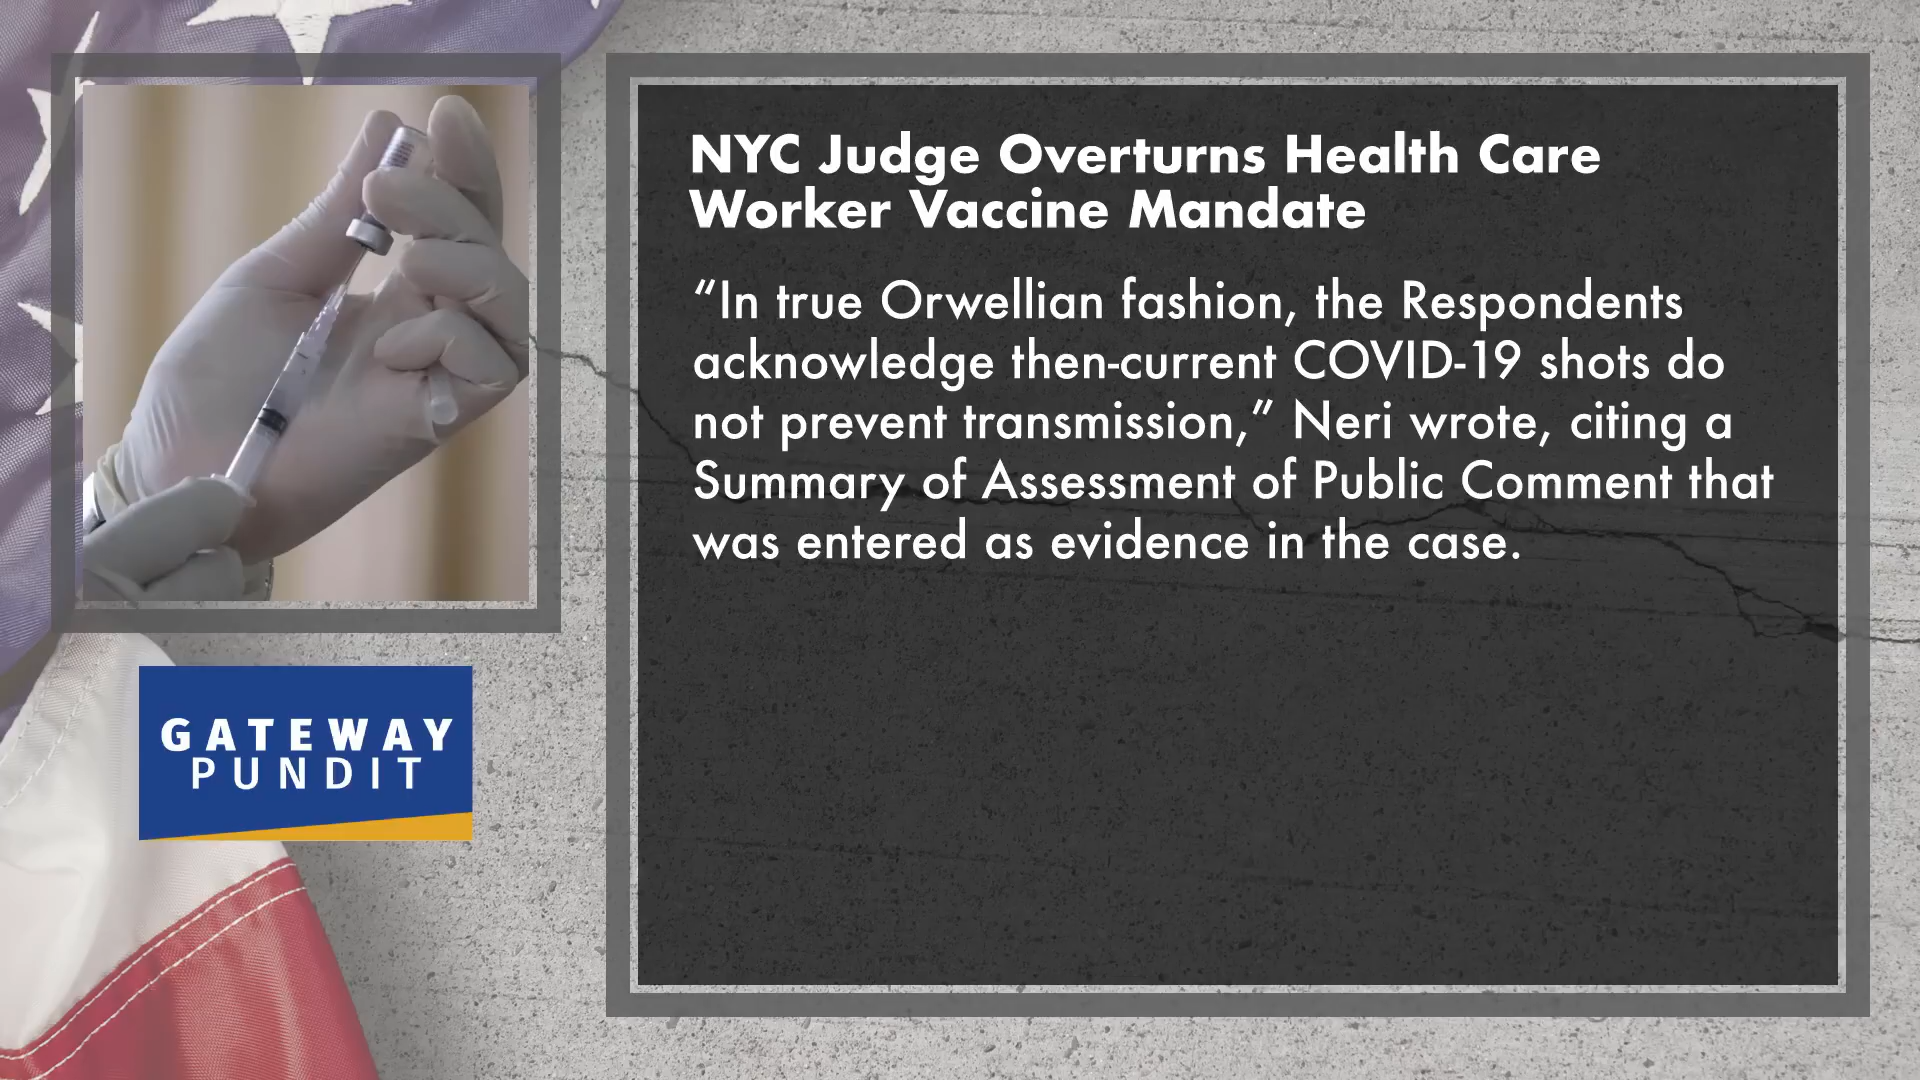 NYC Judge Overturns Health Care
Worker Vaccine Mandate
“In true Orwellian fashion, the Respondents
acknowledge then-current COVID-19 shots do
not prevent transmission,” Neri wrote, citing a
Summary of Assessment of Public Comment that
was entered as evidence in the case.
GATEWAY
PUNDIT